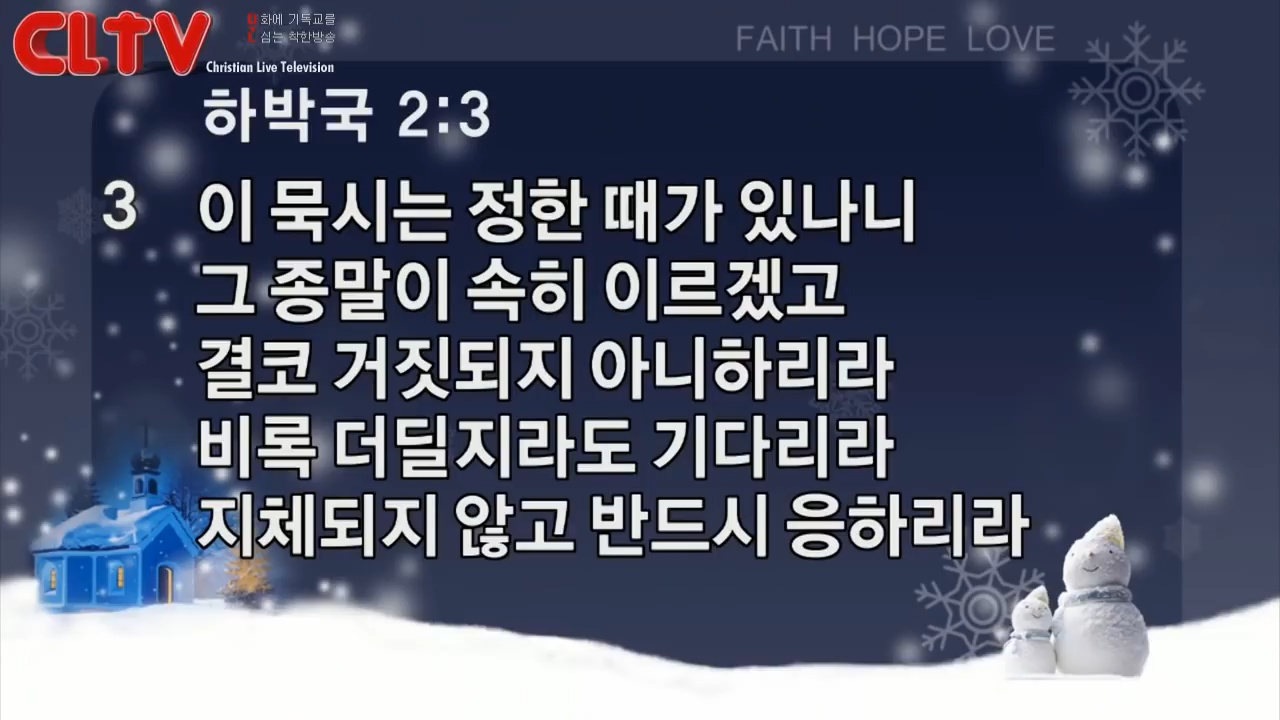 CLTV
화에 기독교를
심는 착한방송
Christian Live Television
FAITH HOPE LOVE
하박국 2:3
3 이 묵시는 정한 때가 있나니
그 종말이 속히 이르겠고
결코 거짓되지 아니하리라
비록 더딜지라도 기다리라
지체되지 않고 반드시 응하리라